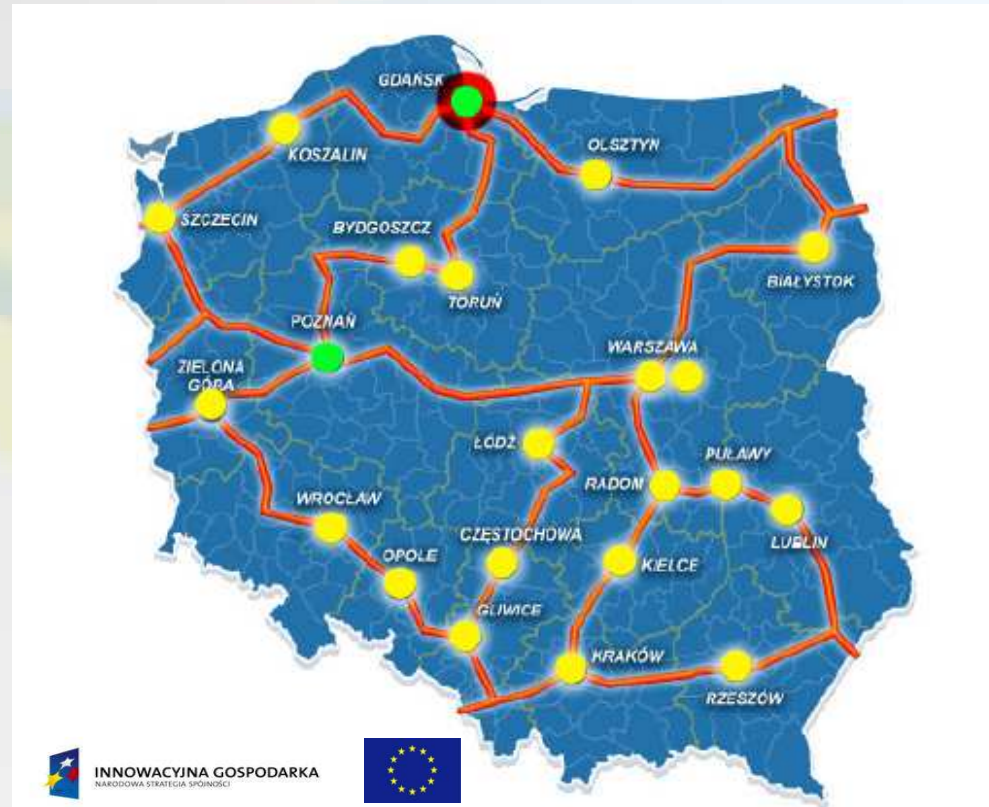 GDAŃSK
OLSZTYN
KOSZALIN
SZCZECIN
BYDGOSZCZ
BIAŁYSTOK
TORUŃ
POZNAŃ
WARSZAWA
ZIELONA
GÓRA
ŁÓDŹ
PUŁAWY
RADOM
WROCŁAW
CZĘSTOCHOWA
LUBLIN
OPOLE
KIELCE
GLIWICE
KRAKÓW
RZESZÓW
INNOWACYJNA GOSPODARKA
NARODOWA STRATEGIA SPÓJNOŚCI